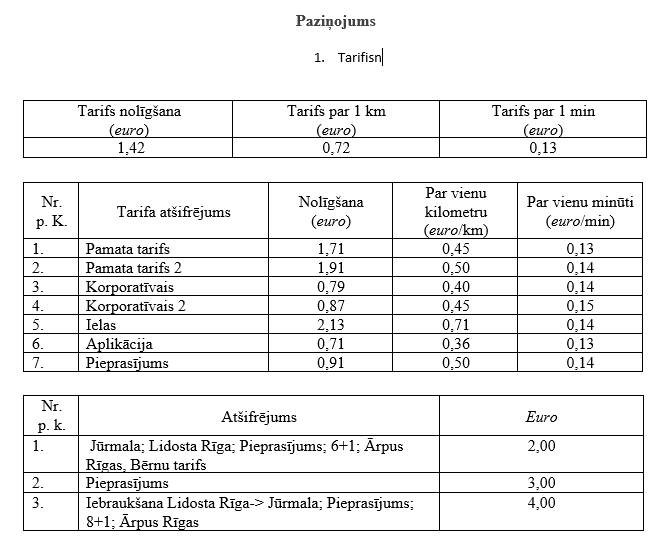 Paziņojums
1. Tarifisn
Tarifs nolīgšana Tarifs par 1 km Tarifs par 1 min
(euro) (euro) (euro)
1,42 0,72 0,13
Nr. p. K. Tarifa atšifrējums Nolīgšana (euro) Par vienu kilometru (euro/km) Par vienu minūti (euro/min)
1. Pamata tarifs 1,71 0,45 0,13
2. Pamata tarifs 2 1,91 0,50 0,14
3. Korporatīvais 0,79 0,40 0,14
4. Korporatīvais 2 0,87 0,45 0,15
5. Ielas 2,13 0,71 0,14
6. Aplikācija 0,71 0,36 0,13
7. Pieprasījums 0,91 0,50 0,14
Nr. p. k. Atšifrējums Euro
1. Jūrmala; Lidosta Rīga; Pieprasījums; 6+1; Ārpus 2,00
Rīgas, Bērnu tarifs
2. Pieprasījums 3,00
3. Iebraukšana Lidosta Rīga-> Jūrmala; Pieprasījums; 4,00
8+1; Ārpus Rīgas